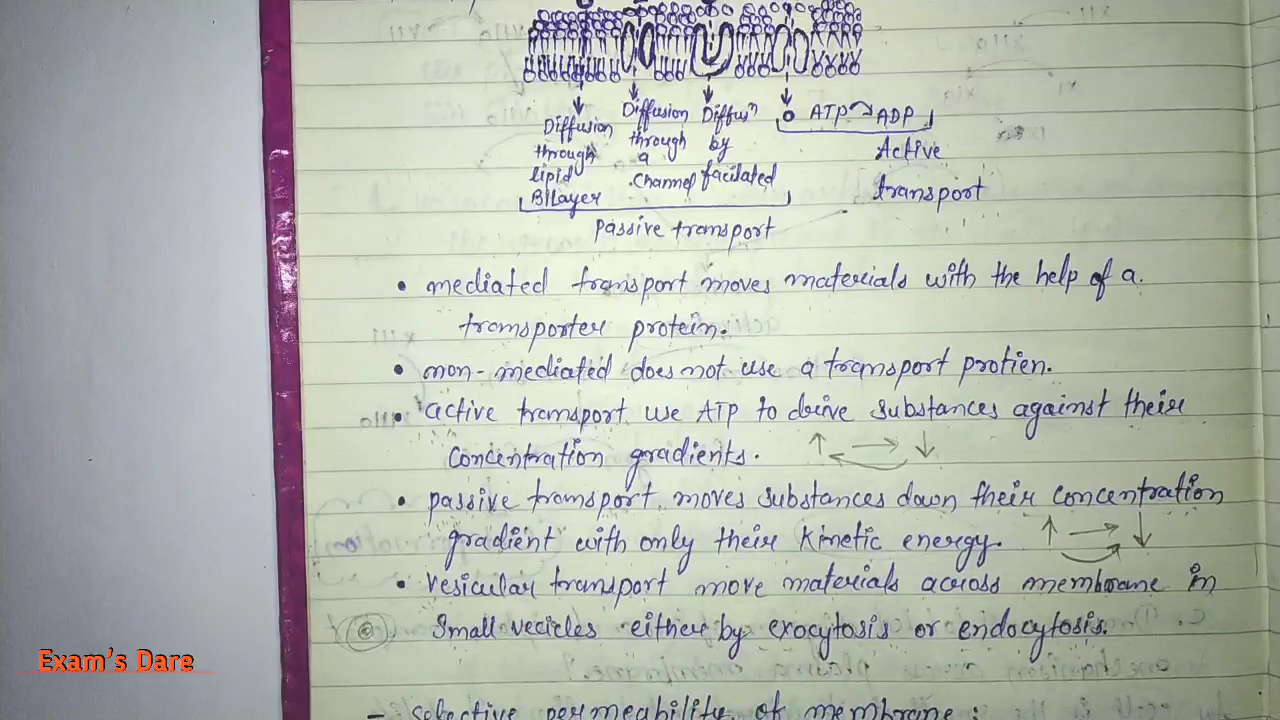 Diffusion through lipid Bilayer
Diffusion through a channel
Diffusⁿ by facilated
ATP → ADP
Active transport
Passive transport
• mediated transport moves materials with the help of a.
transporter protein.
• non-mediated does not use a transport protien.
• active transport use ATP to drive substances against their
concentration gradients. ↑ → ↓
• passive transport moves substances down their concentration
gradient with only their kinetic energy. ↑ → ↓
• vesicular transport move materials across membrane in
small vecicles either by exocytosis or endocytosis.
- selective permeability of membrane :
Exam's Dare